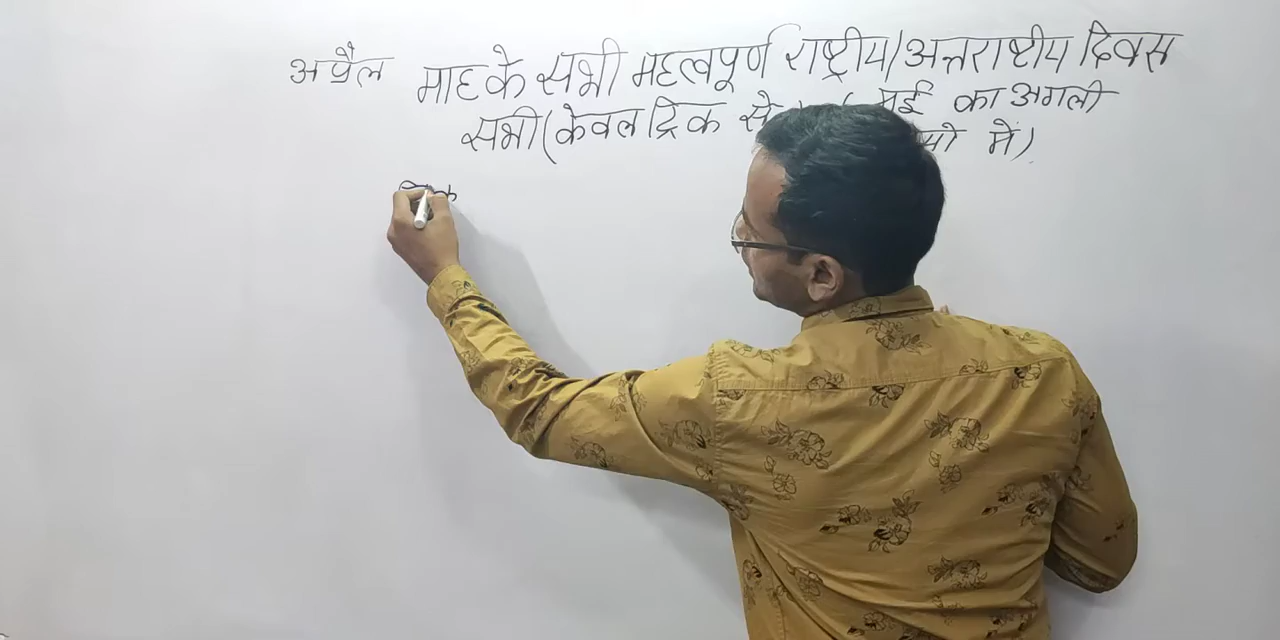 अप्रैल माह के सभी महत्वपूर्ण राष्ट्रीय/अन्तराष्टीय दिवस
सभी (केवल ट्रिक से मई का अगली
में)